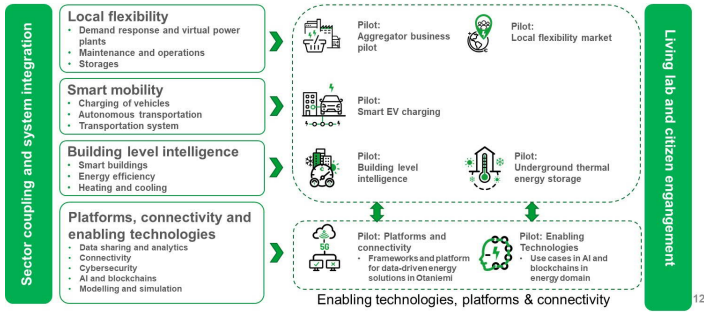 Sector coupling and system integration
Local flexibility
• Demand response and virtual power
plants
• Maintenance and operations
• Storages
Smart mobility
• Charging of vehicles
• Autonomous transportation
• Transportation system
Building level intelligence
• Smart buildings
• Energy efficiency
• Heating and cooling
Platforms, connectivity and
enabling technologies
• Data sharing and analytics
• Connectivity
• Cybersecurity
• AI and blockchains
• Modelling and simulation
Pilot:
Aggregator business
pilot
Pilot:
Local flexibility market
Pilot:
Smart EV charging
Pilot:
Building level
intelligence
Pilot:
Underground thermal
energy storage
5G
Pilot: Platforms and
connectivity
• Frameworks and platform
for data-driven energy
solutions in Otaniemi
Pilot: Enabling
Technologies
• Use cases in AI and
blockchains in
energy domain
Enabling technologies, platforms & connectivity
Living lab and citizen engangement
12